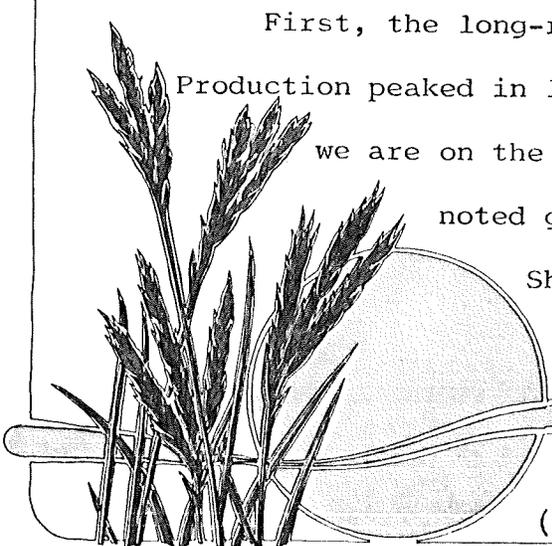 First, the long-
Production peaked in
we are on the
noted
Sh
(